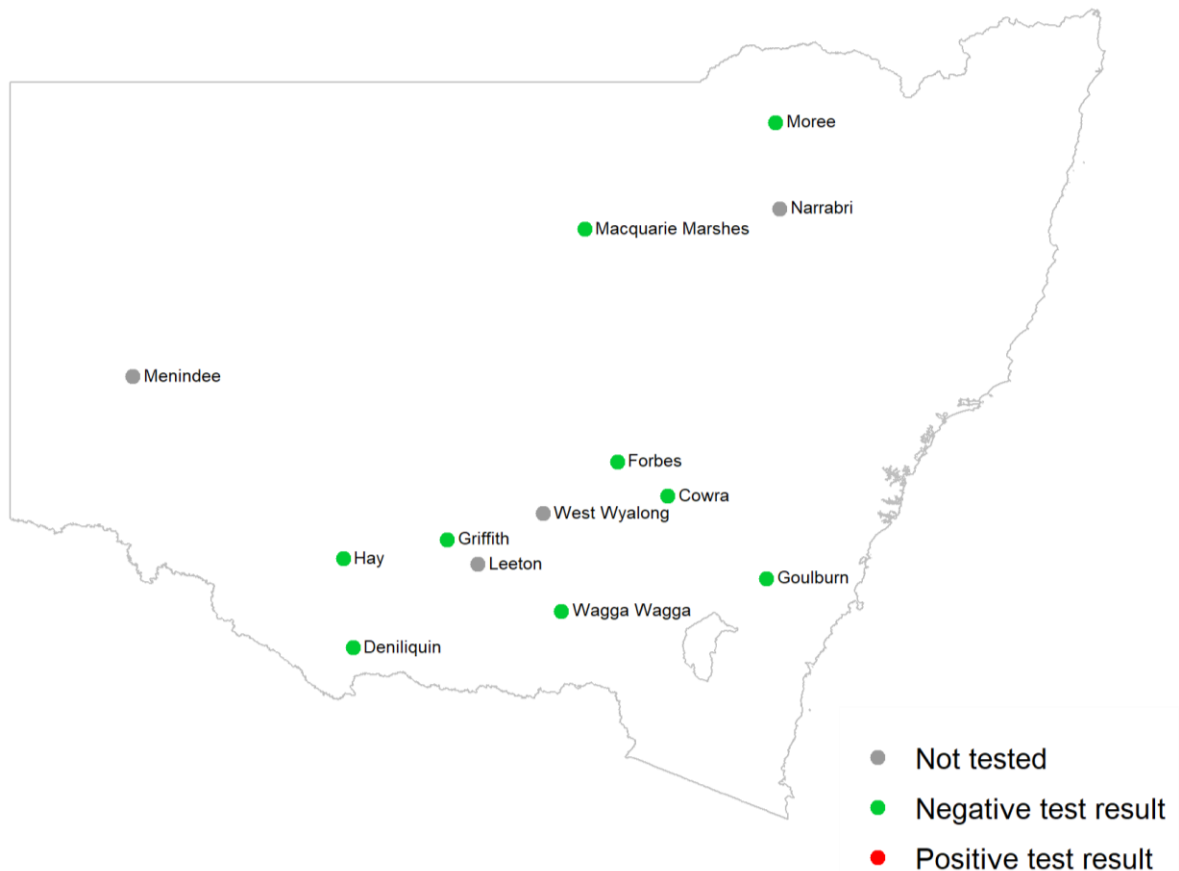 Moree
Narrabri
Macquarie Marshes
Menindee
Forbes
Cowra
West Wyalong
Griffith
Hay
Leeton
Goulburn
Wagga Wagga
Deniliquin
Not tested
Negative test result
Positive test result